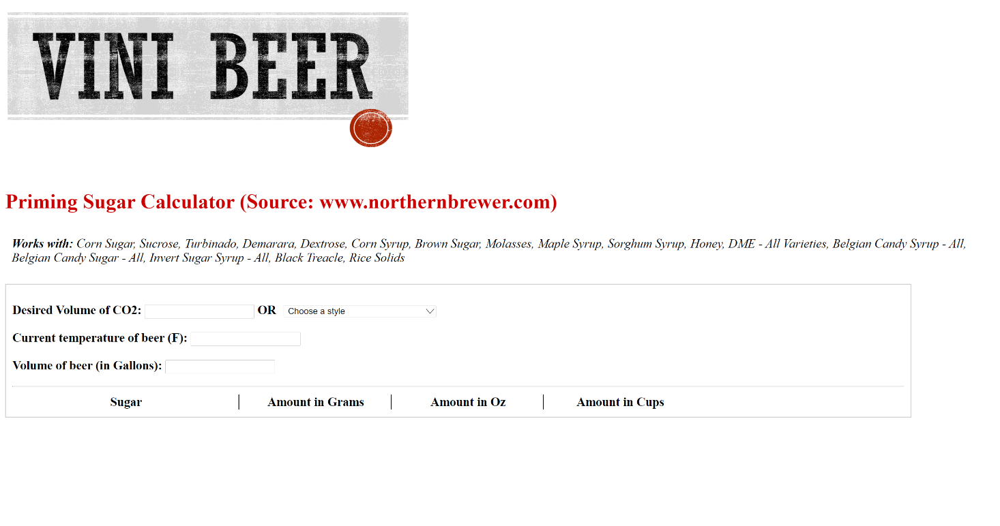 VINI BEER
Priming Sugar Calculator (Source: www.northernbrewer.com)
Works with: Corn Sugar, Sucrose, Turbinado, Demarara, Dextrose, Corn Syrup, Brown Sugar, Molasses, Maple Syrup, Sorghum Syrup, Honey, DME - All Varieties, Belgian Candy Syrup - All,
Belgian Candy Sugar - All, Invert Sugar Syrup - All, Black Treacle, Rice Solids
Desired Volume of CO2: OR Choose a style
Current temperature of beer (F):
Volume of beer (in Gallons):
Sugar Amount in Grams Amount in Oz Amount in Cups